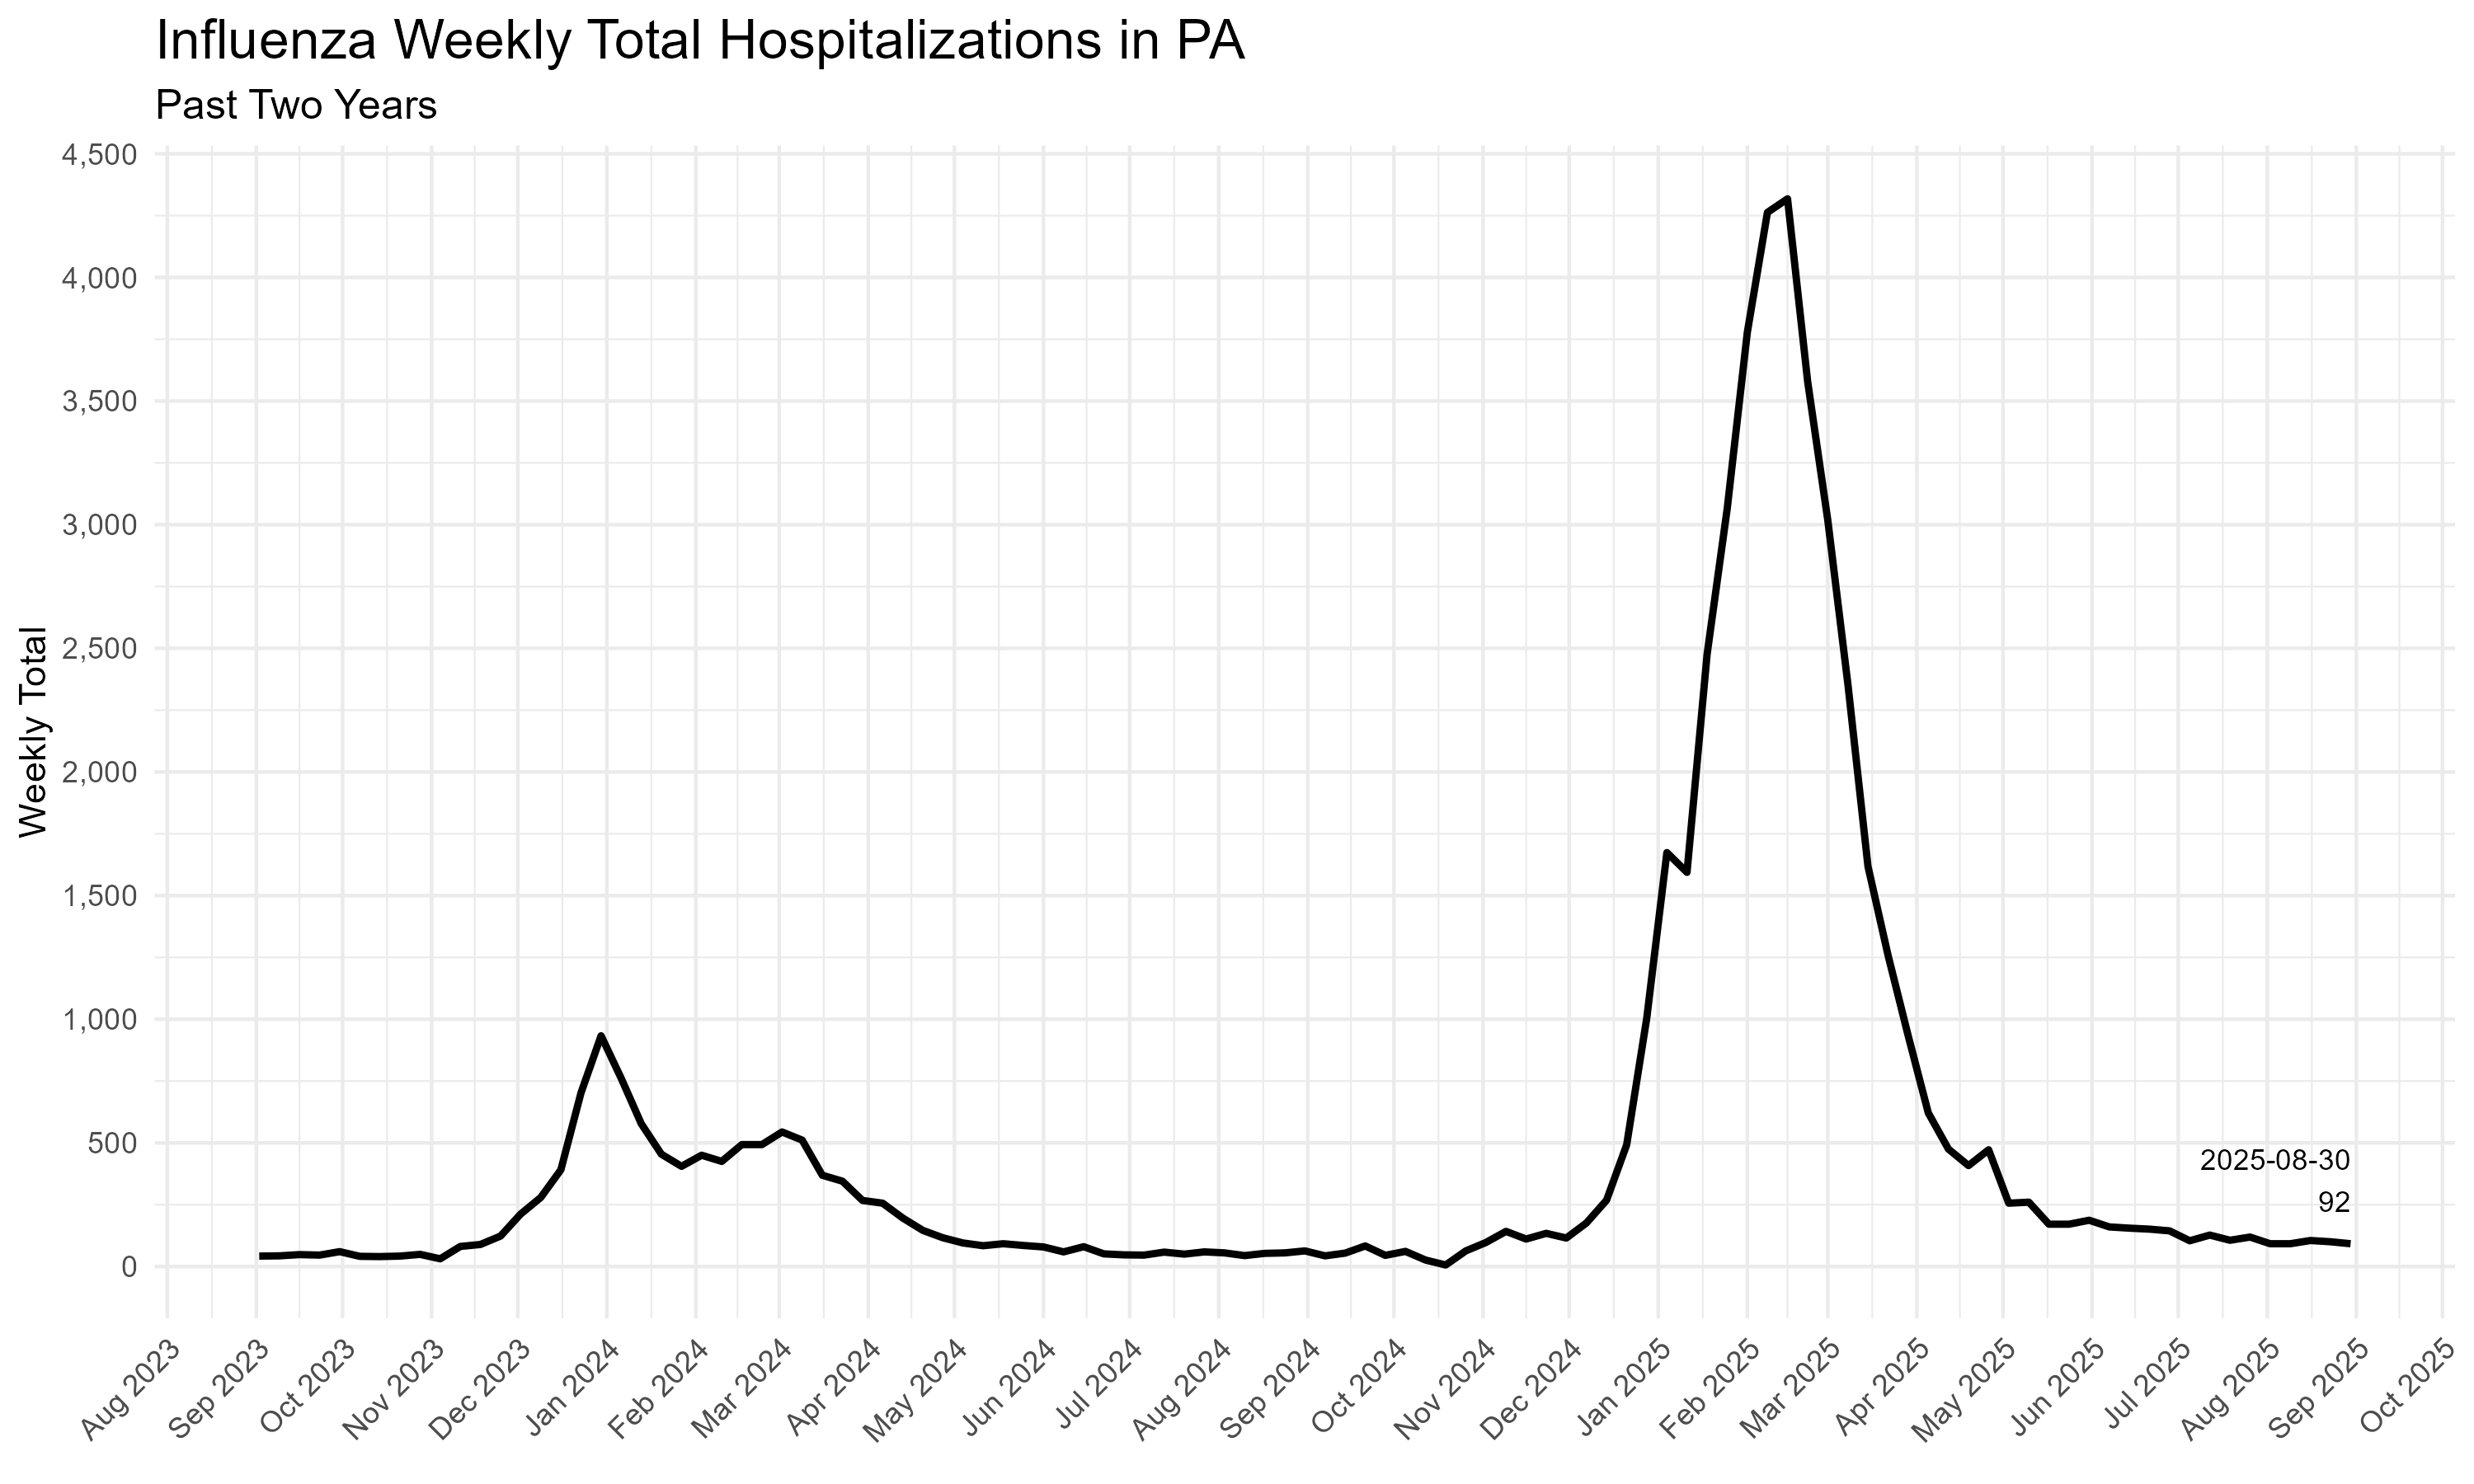 Influenza Weekly Total Hospitalizations in PA
Past Two Years
Weekly Total
4,500
4,000
3,500
3,000
2,500
2,000
1,500
1,000
500
0
2025-08-30
92
Aug 2023
Sep 2023
Oct 2023
Nov 2023
Dec 2023
Jan 2024
Feb 2024
Mar 2024
Apr 2024
May 2024
Jun 2024
Jul 2024
Aug 2024
Sep 2024
Oct 2024
Nov 2024
Dec 2024
Jan 2025
Feb 2025
Mar 2025
Apr 2025
May 2025
Jun 2025
Jul 2025
Aug 2025
Sep 2025
Oct 2025